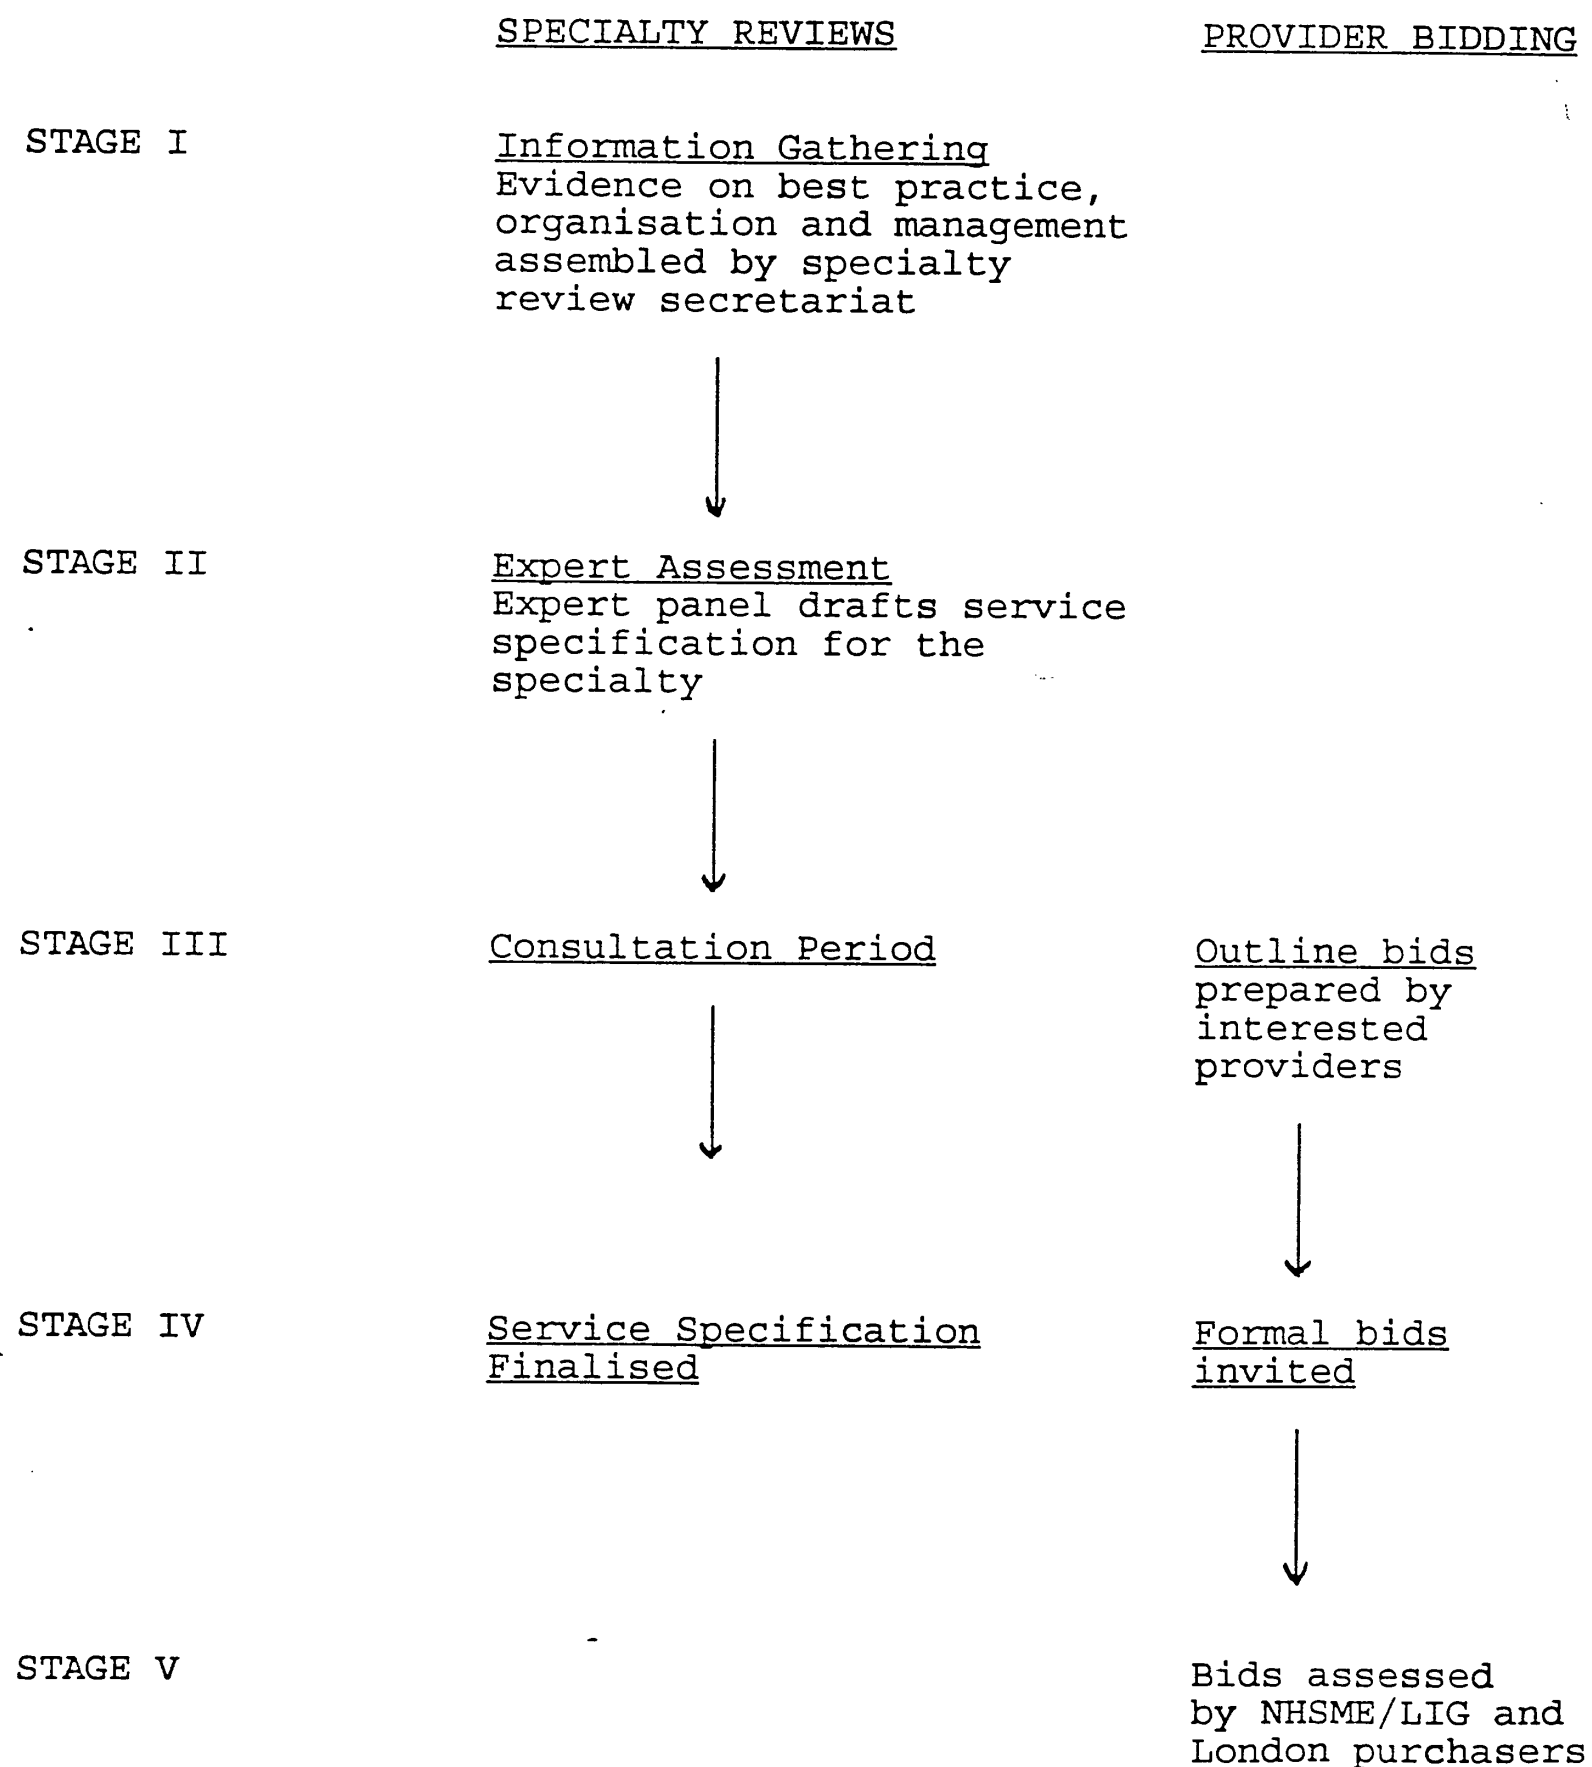 SPECIALTY REVIEWS
PROVIDER BIDDING
STAGE I
Information Gathering
Evidence on best practice,
organisation and management
assembled by specialty
review secretariat
STAGE II
Expert Assessment
Expert panel drafts service
specification for the
specialty
STAGE III
Consultation Period
Outline bids
prepared by
interested
providers
STAGE IV
Service Specification
Finalised
Formal bids
invited
STAGE V
Bids assessed
by NHSME/LIG and
London purchasers